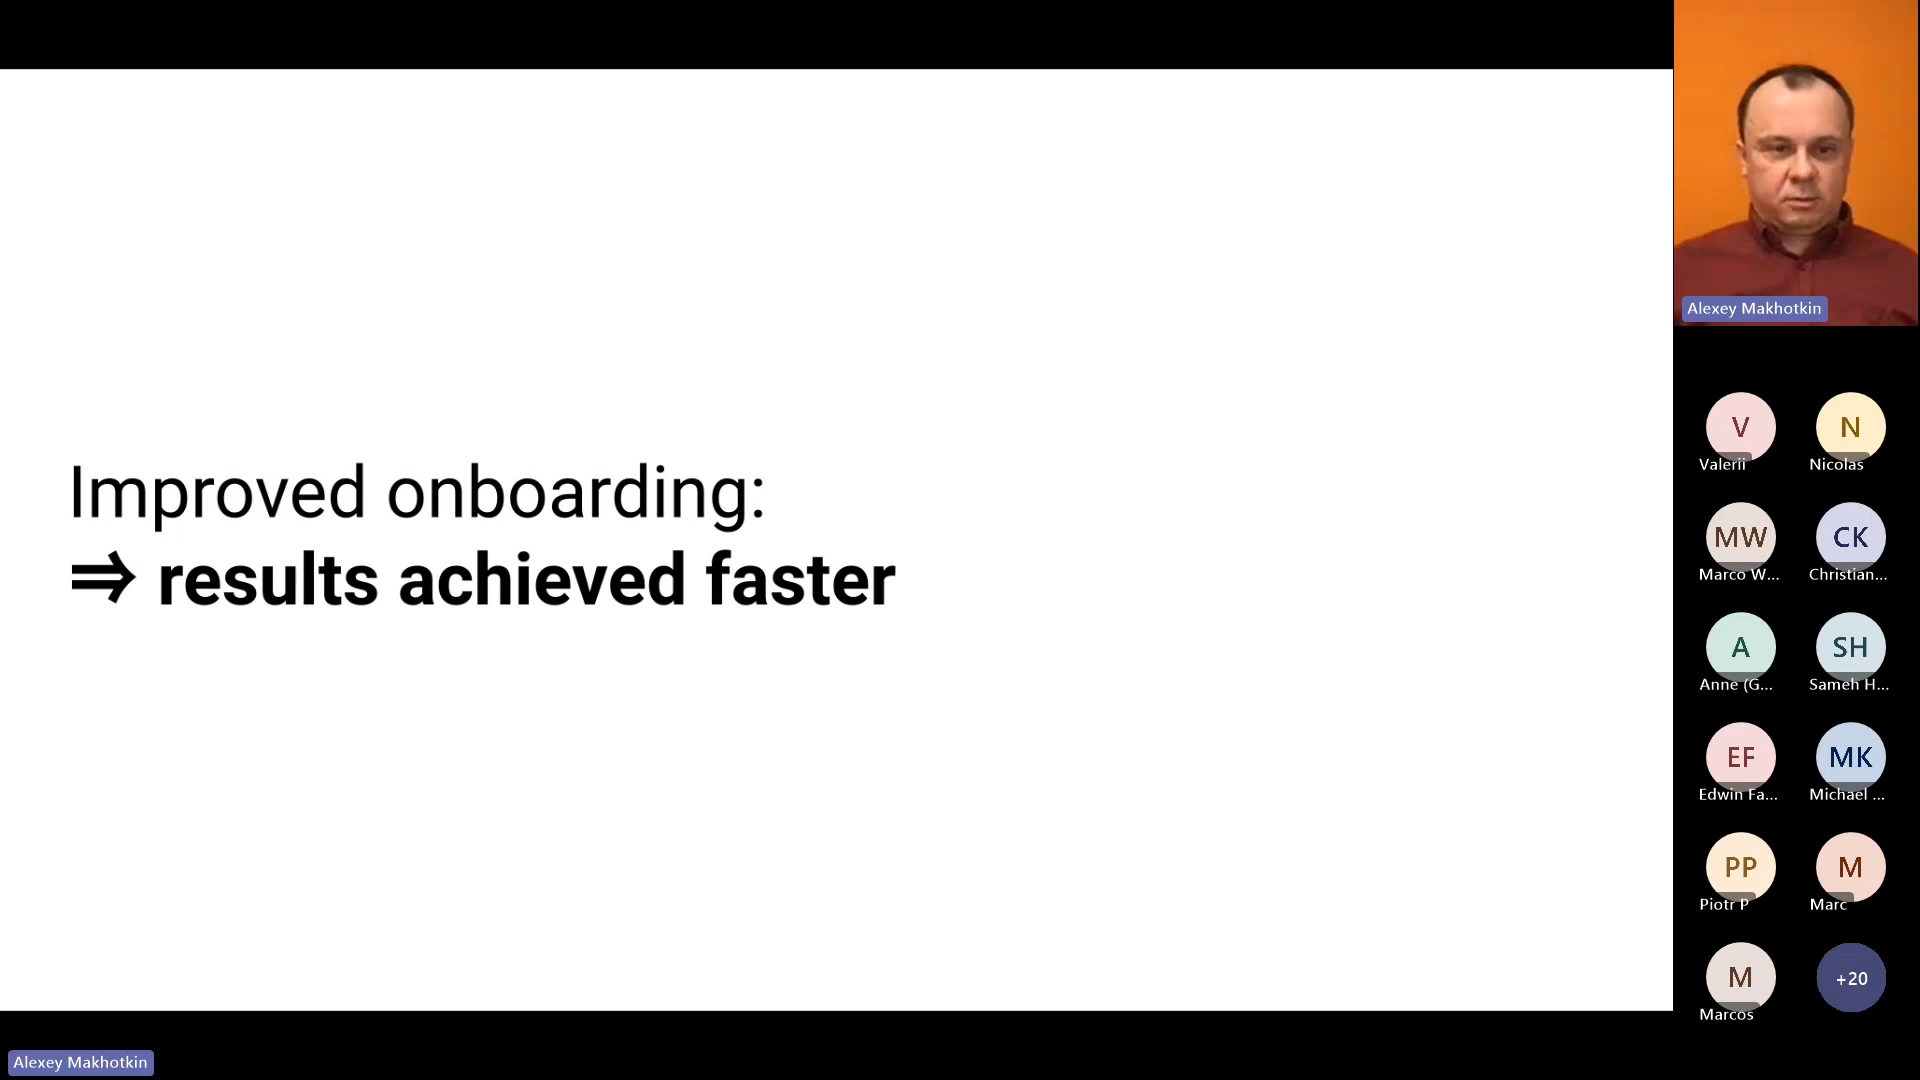 Improved onboarding:
⇒ results achieved faster
Alexey Makhotkin
V
Valerii
N
Nicolas
MW
Marco W...
CK
Christian...
A
Anne (G...
SH
Sameh H...
EF
Edwin Fa...
MK
Michael ...
PP
Piotr P
M
Marc
M
Marcos
+20
Alexey Makhotkin